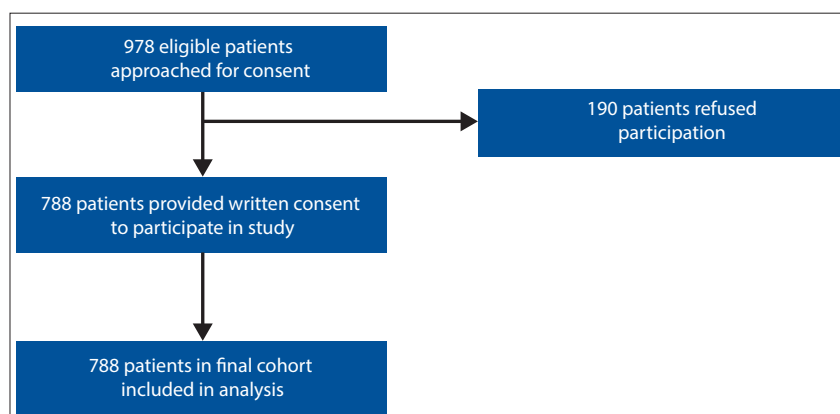 978 eligible patients
approached for consent
190 patients refused
participation
788 patients provided written consent
to participate in study
788 patients in final cohort
included in analysis